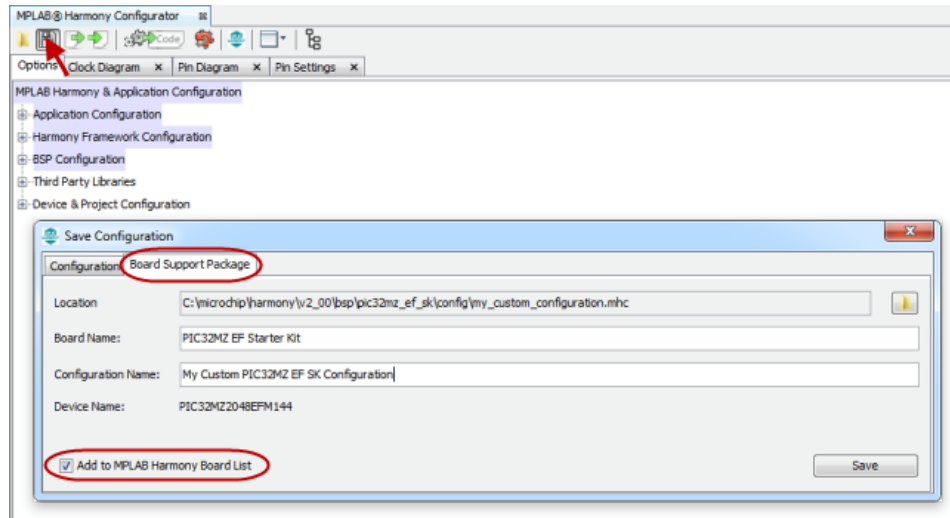 MPLAB® Harmony Configurator
Code
Options Clock Diagram × Pin Diagram × Pin Settings ×
MPLAB Harmony & Application Configuration
Application Configuration
Harmony Framework Configuration
BSP Configuration
Third Party Libraries
Device & Project Configuration
Save Configuration
Configuration Board Support Package
Location C:\microchip\harmony\v2_00\bsp\pic32mz_ef_sk\config\my_custom_configuration.mhc
Board Name: PIC32MZ EF Starter Kit
Configuration Name: My Custom PIC32MZ EF SK Configuration
Device Name: PIC32MZ2048EFM144
Add to MPLAB Harmony Board List Save